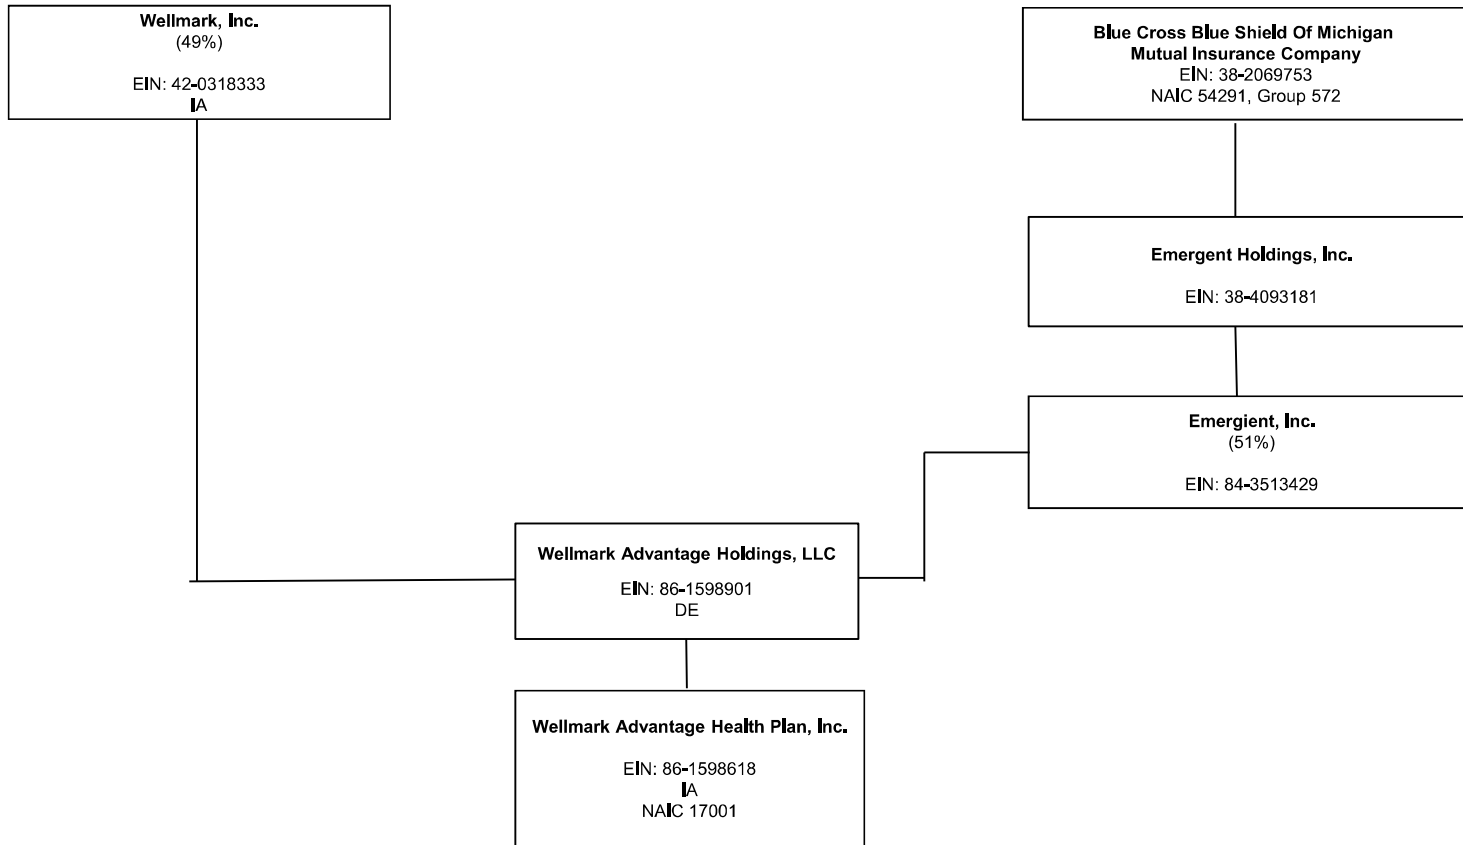 Wellmark, Inc.
(49%)
EIN: 42-0318333
IA
Blue Cross Blue Shield Of Michigan
Mutual Insurance Company
EIN: 38-2069753
NAIC 54291, Group 572
Emergent Holdings, Inc.
EIN: 38-4093181
Emergient, Inc.
(51%)
EIN: 84-3513429
Wellmark Advantage Holdings, LLC
EIN: 86-1598901
DE
Wellmark Advantage Health Plan, Inc.
EIN: 86-1598618
IA
NAIC 17001